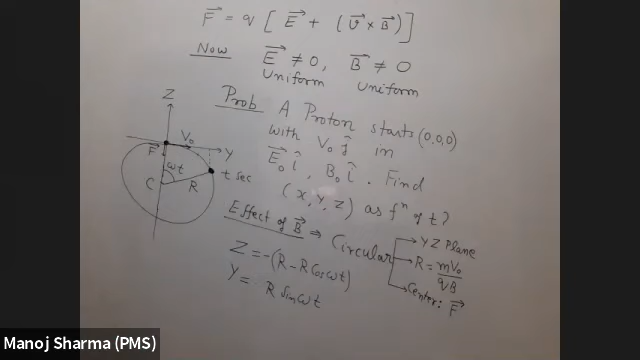 F⃗ = q [ E⃗ + (v⃗ × B⃗) ]
Now E⃗ ≠ 0, B⃗ ≠ 0
Uniform Uniform
Prob A Proton starts (0,0,0)
with V₀ ĵ in
E₀ î, B₀ î. Find
(x, y, z) as fⁿ of t?
Z
V₀
F⃗
Y
ωt
t sec
C
R
Effect of B⃗ ⇒ Circular
→ YZ Plane
→ R = mV₀/qB
→ Center: F⃗
Z = -(R - R cos ωt)
Y = R sin ωt
Manoj Sharma (PMS)